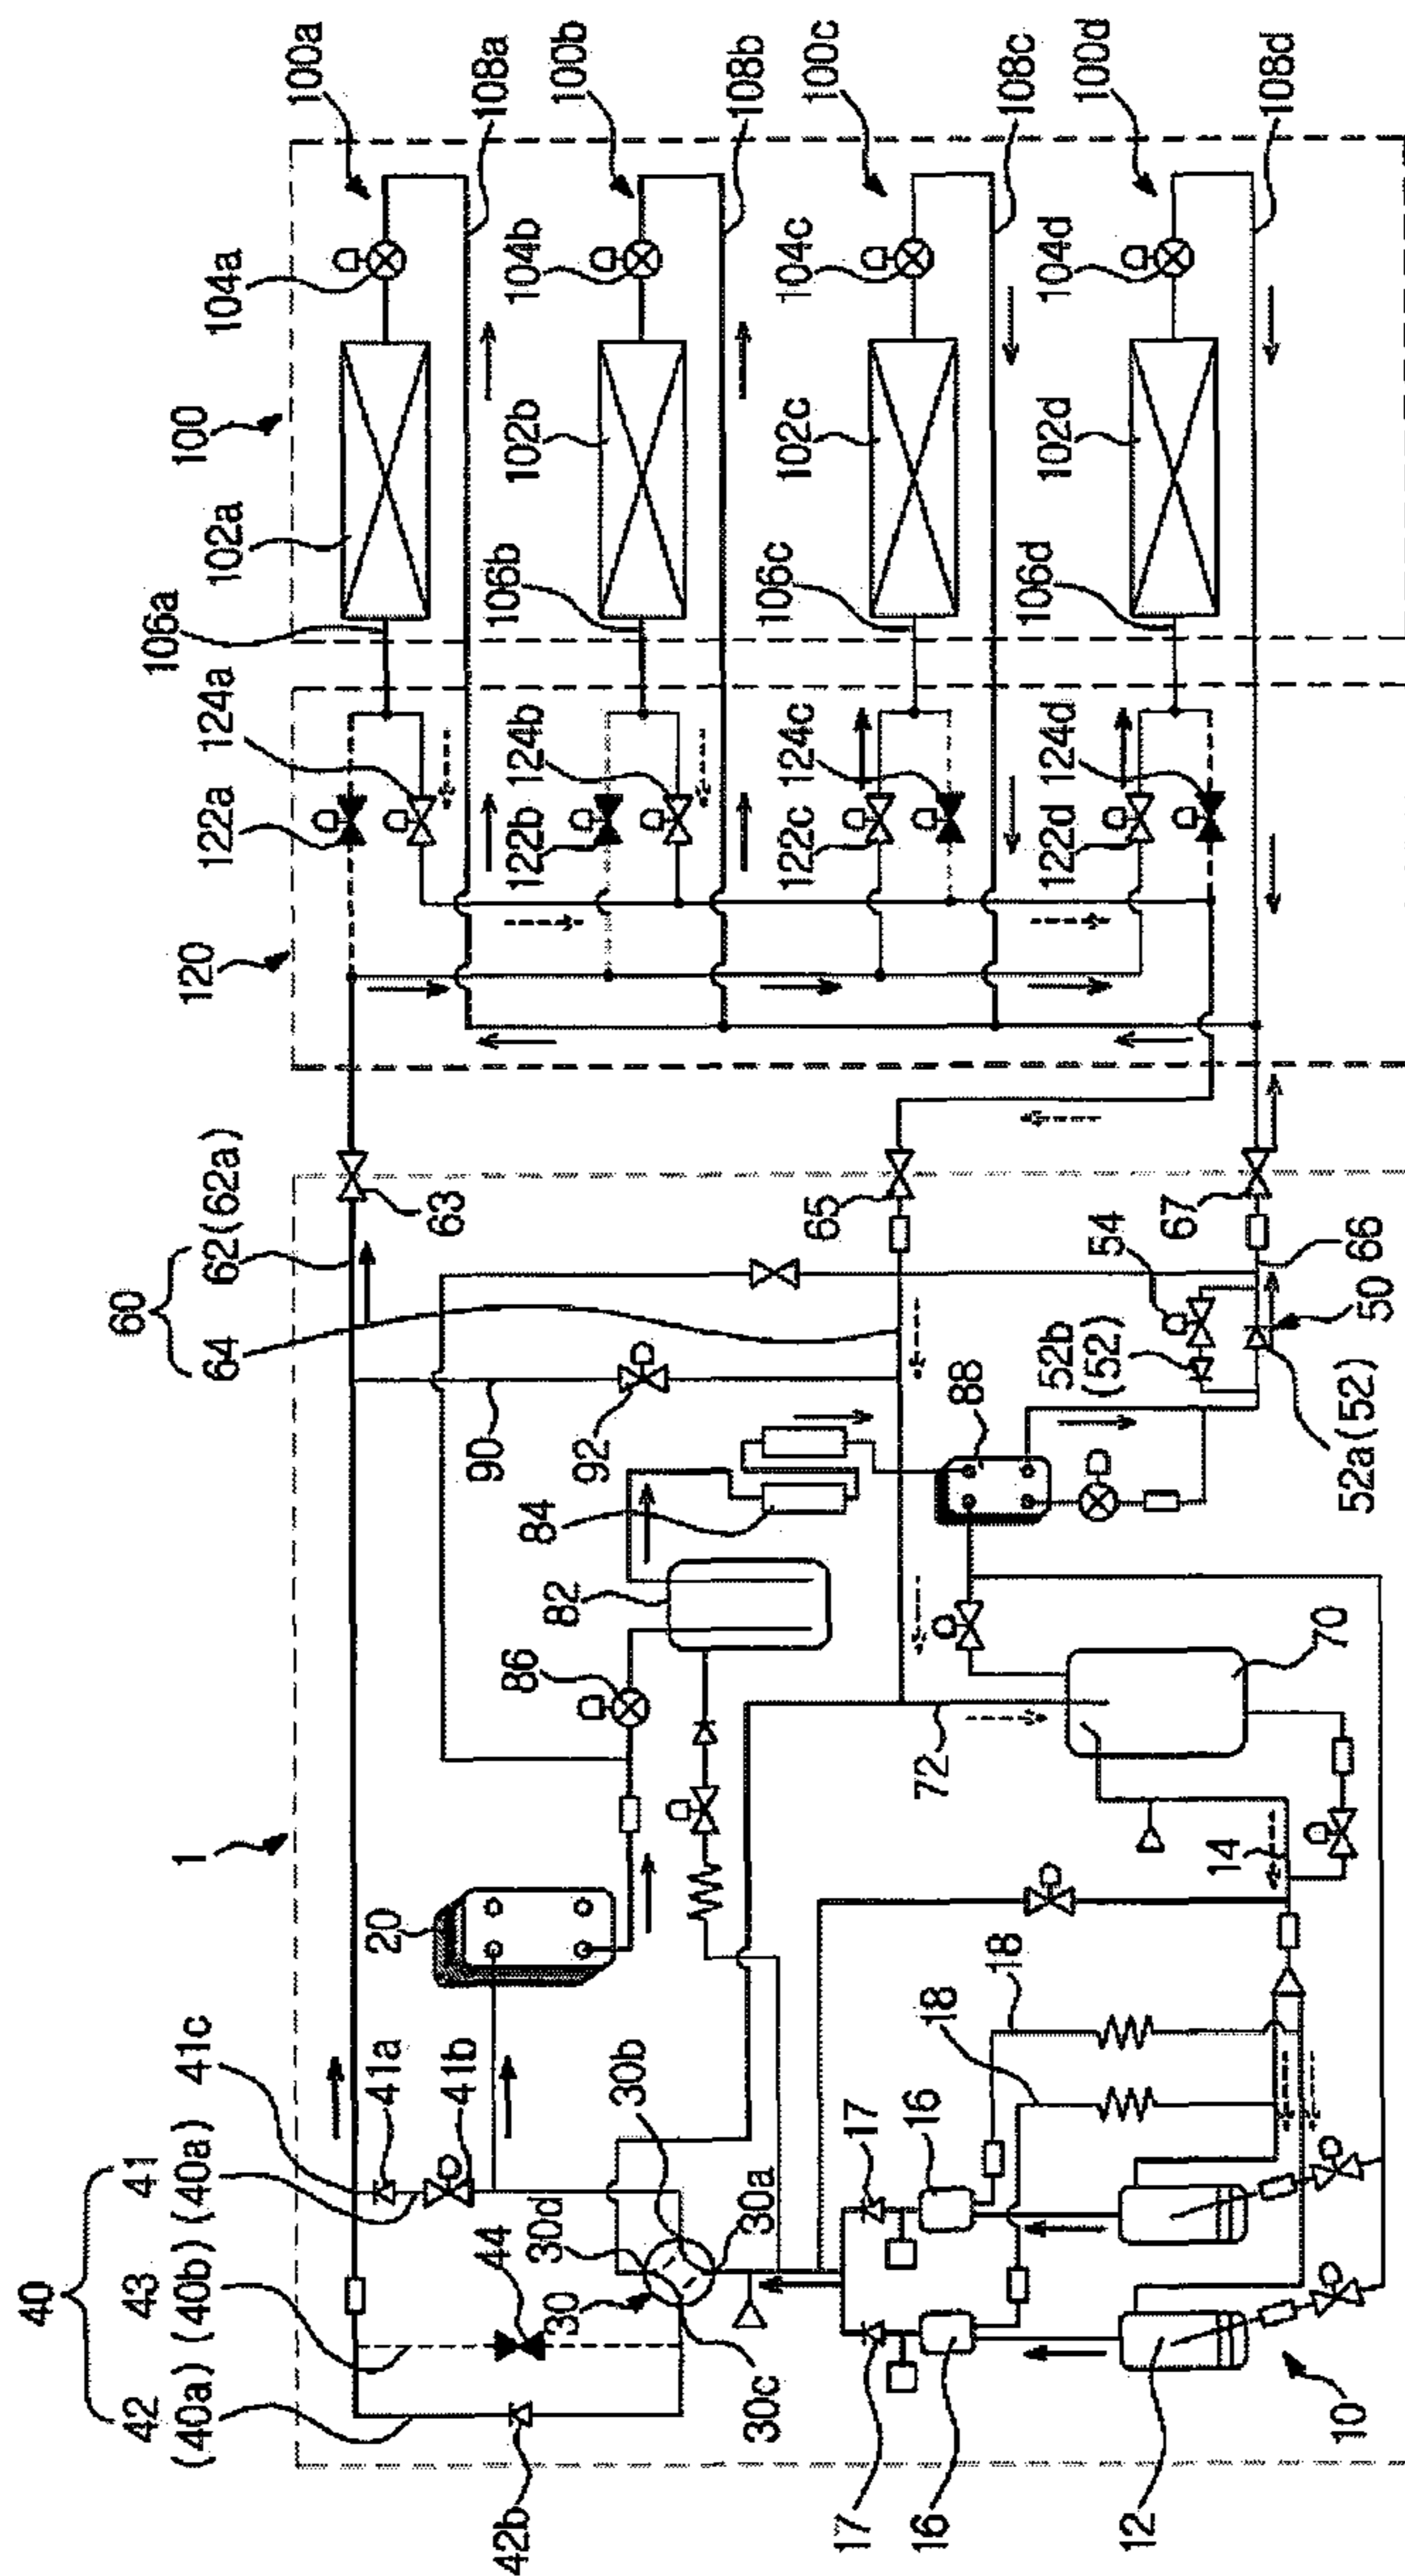 100a
108a
100b
108b
100c
108c
100d
108d
104a
104b
104c
104d
100
102a
102b
102c
102d
106a
106b
106c
106d
124a
122a
124b
122b
124c
122c
124d
122d
120
60
62(62a)
64
63
65
67
66
54
50
52b
(52)
52a(52)
90
92
88
84
82
86
70
72
14
1
20
18
18
41c
41a
41b
40
41
(40a)
43
(40b)
42
(40a)
42b
44
30
30a
30b
30c
30d
17
16
17
16
12
10